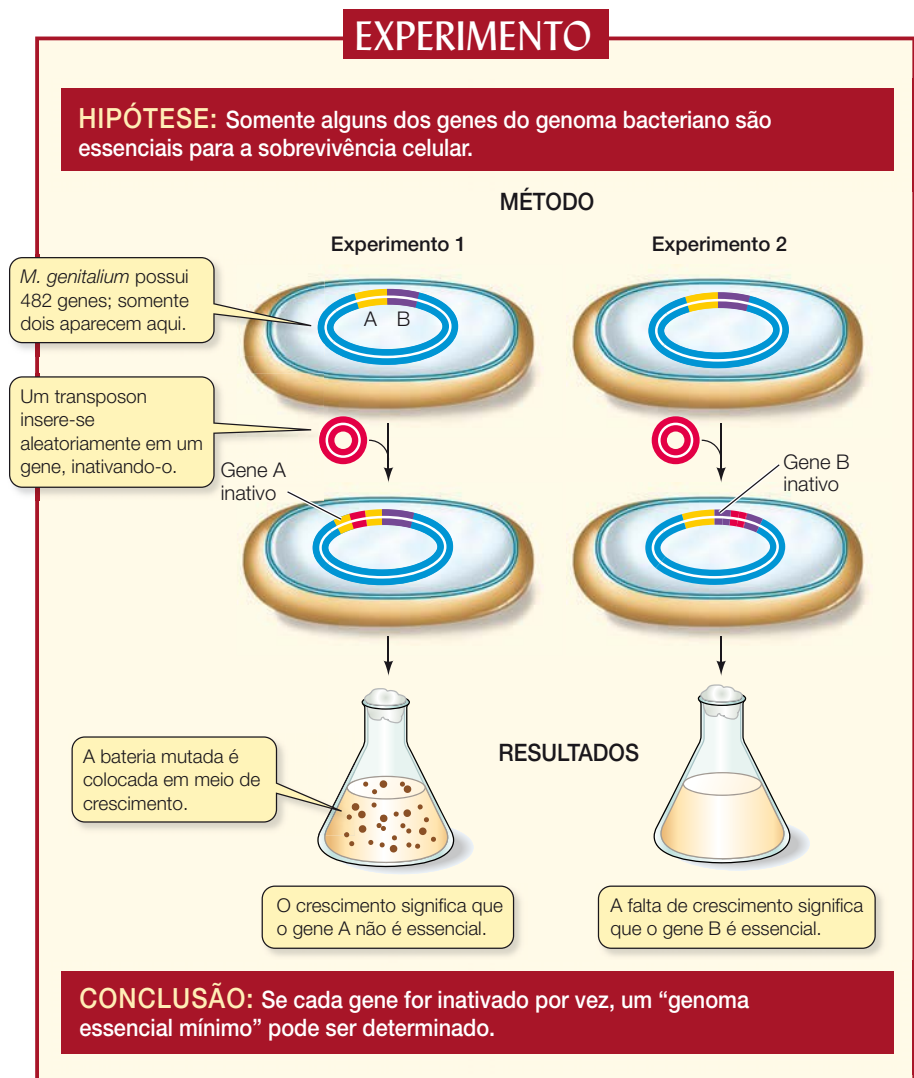 EXPERIMENTO
HIPÓTESE: Somente alguns dos genes do genoma bacteriano são
essenciais para a sobrevivência celular.
MÉTODO
Experimento 1
Experimento 2
M. genitalium possui
482 genes; somente
dois aparecem aqui.
A B
Um transposon
insere-se
aleatoriamente em um
gene, inativando-o.
Gene A
inativo
Gene B
inativo
RESULTADOS
A bateria mutada é
colocada em meio de
crescimento.
O crescimento significa que
o gene A não é essencial.
A falta de crescimento significa
que o gene B é essencial.
CONCLUSÃO: Se cada gene for inativado por vez, um “genoma
essencial mínimo” pode ser determinado.